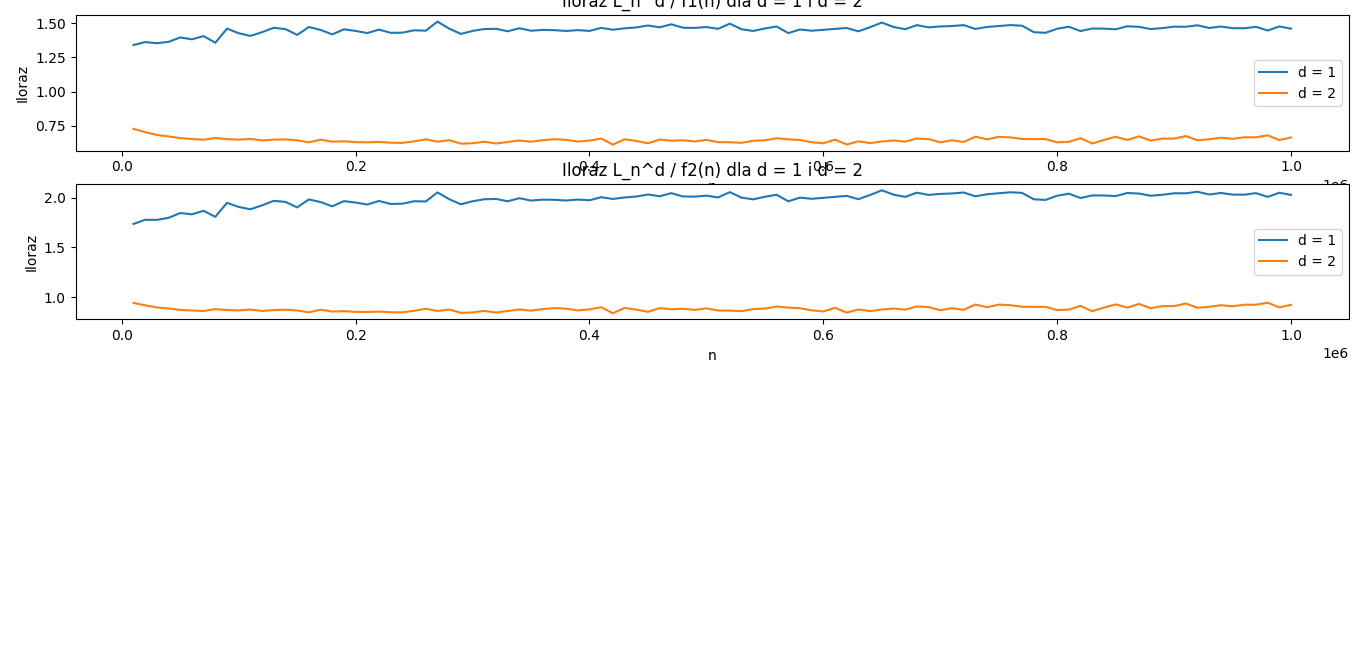 Iloraz L_n^d / f1(n) dla d = 1 i d = 2
1.50
1.25
1.00
0.75
Iloraz
d = 1
d = 2
0.0 0.2 0.4 0.6 0.8 1.0
1e6
n
Iloraz L_n^d / f2(n) dla d = 1 i d = 2
2.0
1.5
1.0
Iloraz
d = 1
d = 2
0.0 0.2 0.4 0.6 0.8 1.0
n
1e6